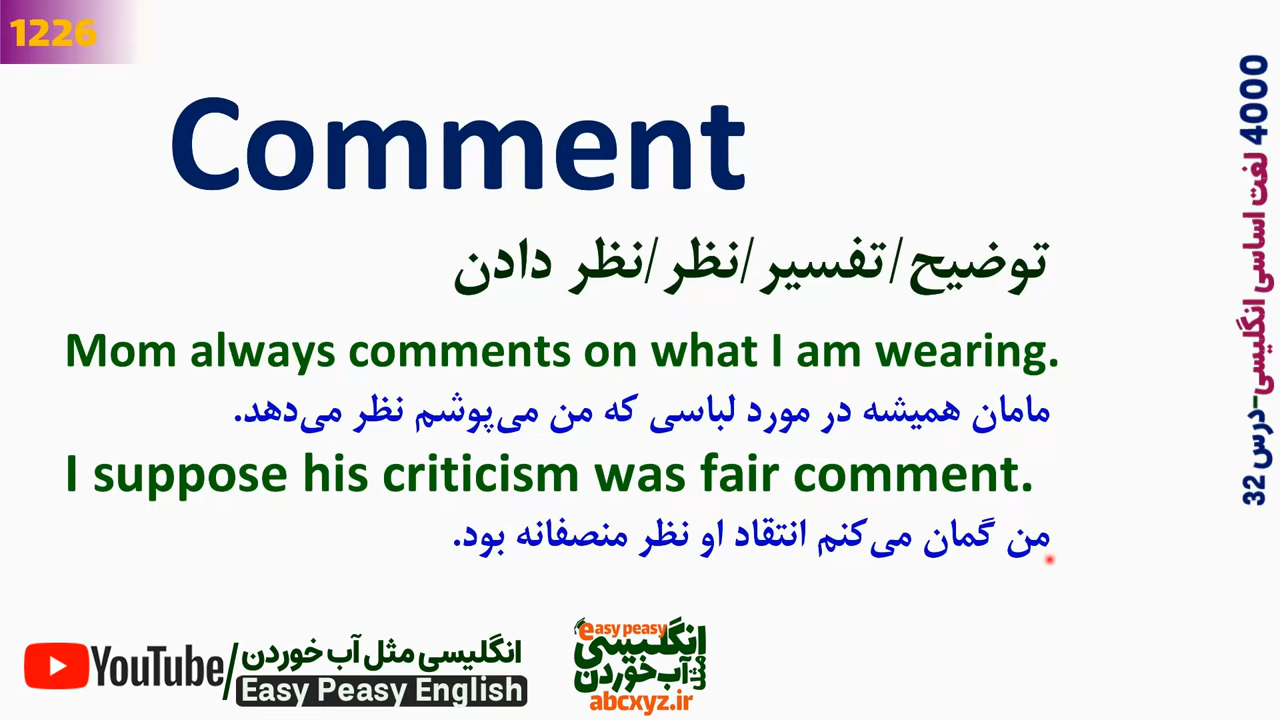 1226
Comment
توضیح/تفسیر/نظر/نظر دادن
Mom always comments on what I am wearing.
مامان همیشه در مورد لباسی که من می‌پوشم نظر می‌دهد.
I suppose his criticism was fair comment.
من گمان می‌کنم انتقاد او نظر منصفانه بود.
4000 لغت اساسی انگلیسی-درس 32
YouTube/انگلیسی مثل آب خوردن
Easy Peasy English
easy peasy
انگلیسی
مثل آب خوردن
abcxyz.ir